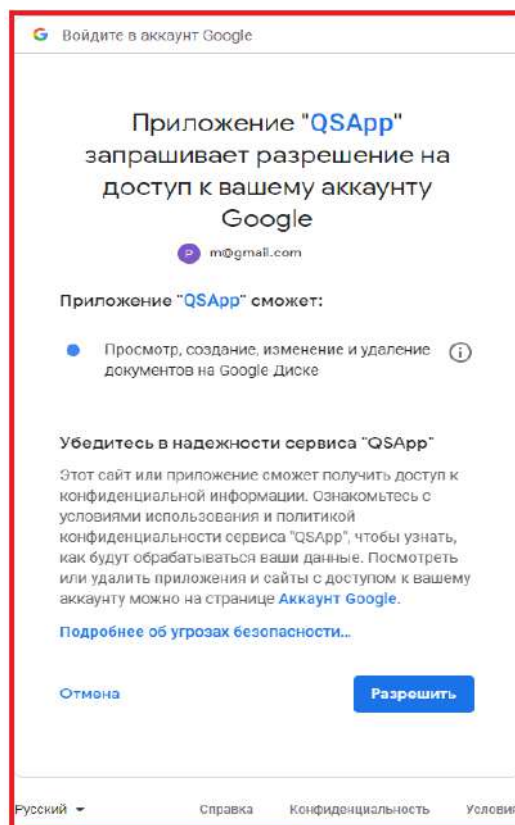 Войдите в аккаунт Google
Приложение "QSApp"
запрашивает разрешение на
доступ к вашему аккаунту
Google
P m@gmail.com
Приложение "QSApp" сможет:
Просмотр, создание, изменение и удаление
документов на Google Диске
Убедитесь в надежности сервиса "QSApp"
Этот сайт или приложение сможет получить доступ к
конфиденциальной информации. Ознакомьтесь с
условиями использования и политикой
конфиденциальности сервиса "QSApp", чтобы узнать,
как будут обрабатываться ваши данные. Посмотреть
или удалить приложения и сайты с доступом к вашему
аккаунту можно на странице Аккаунт Google.
Подробнее об угрозах безопасности...
Отмена Разрешить
Русский Справка Конфиденциальность Условия